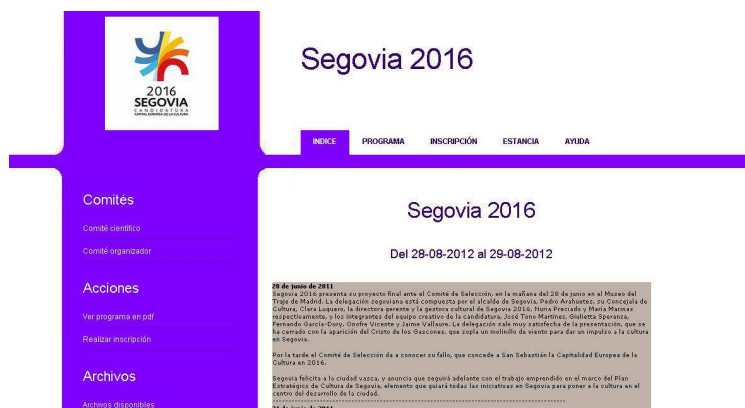 2016
SEGOVIA
CANDIDATURA
CAPITAL EUROPEA DE LA CULTURA
Segovia 2016
INDICE PROGRAMA INSCRIPCIÓN ESTANCIA AYUDA
Comités
Comité científico
Comité organizador
Acciones
Ver programa en pdf
Realizar inscripción
Archivos
Archivos disponibles
Segovia 2016
Del 28-08-2012 al 29-08-2012
28 de junio de 2011
Segovia 2016 presenta su proyecto final ante el Comité de Selección, en la mañana del 28 de junio en el Museo del
Traje de Madrid. La delegación segoviana está compuesta por el alcalde de Segovia, Pedro Arahuetes, su Concejala de
Cultura, Clara Luquero, la directora gerente y la gestora cultural de Segovia 2016, Nuria Preciado y María Marinas
respectivamente, y los integrantes del equipo creativo de la candidatura, José Tono Martínez, Giulietta Speranza,
Fernando García-Dory, Onofre Vicente y Jaime Vallaure. La delegación sale muy satisfecha de la presentación, que se
ha cerrado con la aparición del Cristo de los Gascones, que sopla un molinillo de viento para dar un impulso a la cultura
en Segovia.
Por la tarde el Comité de Selección da a conocer su fallo, que concede a San Sebastián la Capitalidad Europea de la
Cultura en 2016.
Segovia felicita a la ciudad vasca, y anuncia que seguirá adelante con el trabajo emprendido en el marco del Plan
Estratégico de Cultura de Segovia, elemento que guiará todas las iniciativas en Segovia para poner a la cultura en el
centro del desarrollo de la ciudad.